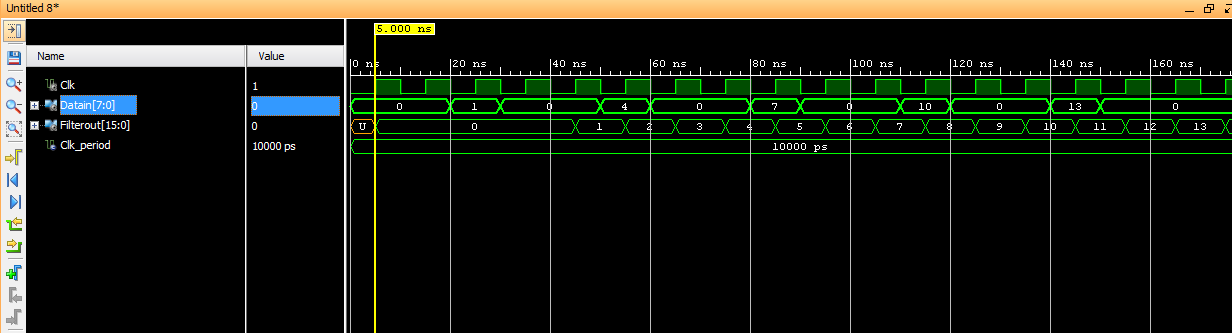 Untitled 8*
5.000 ns
Name Value
0 ns 20 ns 40 ns 60 ns 80 ns 100 ns 120 ns 140 ns 160 ns
Clk 1
Datain[7:0] 0 0 1 0 4 0 7 0 10 0 13 0
Filterout[15:0] 0 U 0 1 2 3 4 5 6 7 8 9 10 11 12 13
Clk_period 10000 ps 10000 ps